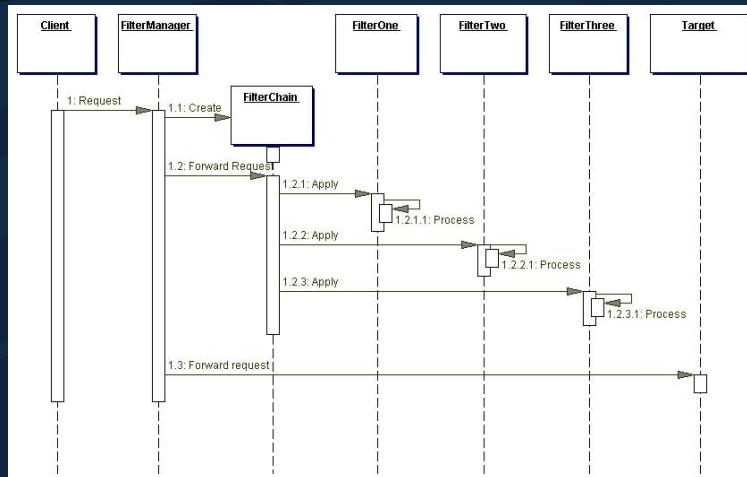 Client
FilterManager
FilterOne
FilterTwo
FilterThree
Target
FilterChain
1: Request
1.1: Create
1.2: Forward Request
1.2.1: Apply
1.2.1.1: Process
1.2.2: Apply
1.2.2.1: Process
1.2.3: Apply
1.2.3.1: Process
1.3: Forward request